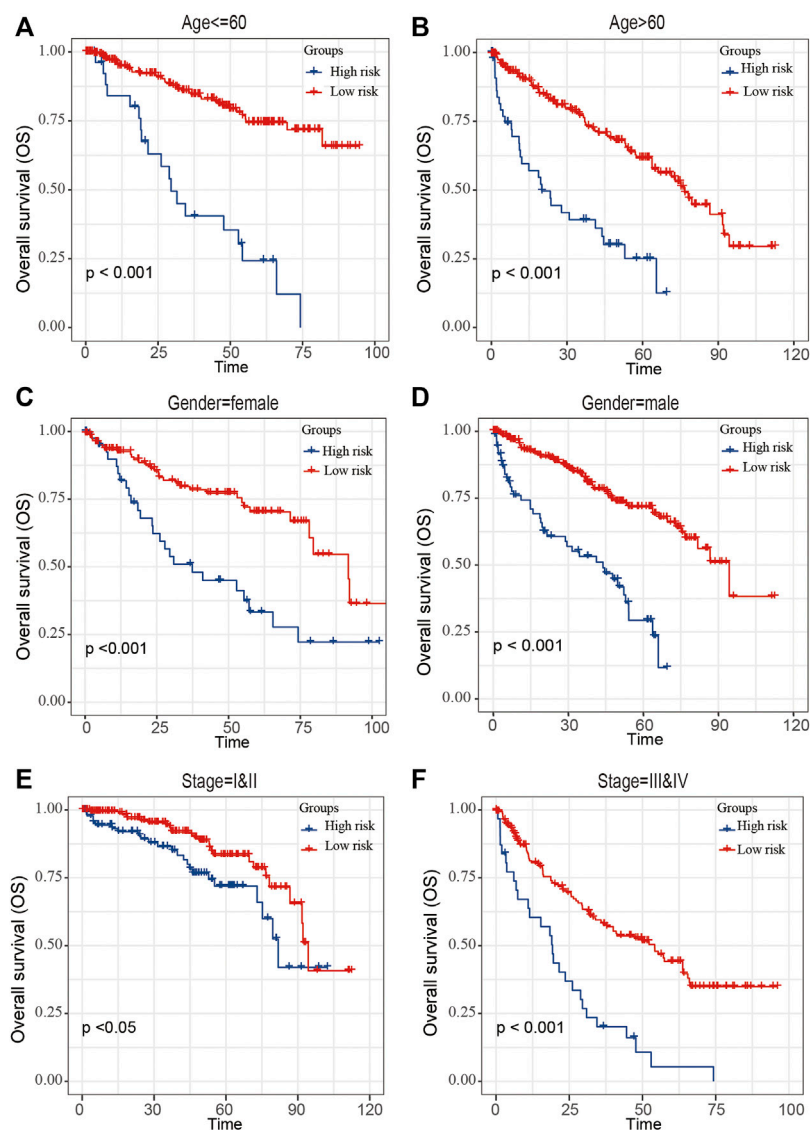 A
Age<=60
Groups
High risk
Low risk
Overall survival (OS)
1.00
0.75
0.50
0.25
0.00
p < 0.001
0 25 50 75 100
Time
B
Age>60
Groups
High risk
Low risk
Overall survival (OS)
1.00
0.75
0.50
0.25
0.00
p < 0.001
0 30 60 90 120
Time
C
Gender=female
Groups
High risk
Low risk
Overall survival (OS)
1.00
0.75
0.50
0.25
0.00
p <0.001
0 25 50 75 100
Time
D
Gender=male
Groups
High risk
Low risk
Overall survival (OS)
1.00
0.75
0.50
0.25
0.00
p < 0.001
0 30 60 90 120
Time
E
Stage=I&II
Groups
High risk
Low risk
Overall survival (OS)
1.00
0.75
0.50
0.25
0.00
p <0.05
0 30 60 90 120
Time
F
Stage=III&IV
Groups
High risk
Low risk
Overall survival (OS)
1.00
0.75
0.50
0.25
0.00
p < 0.001
0 25 50 75 100
Time